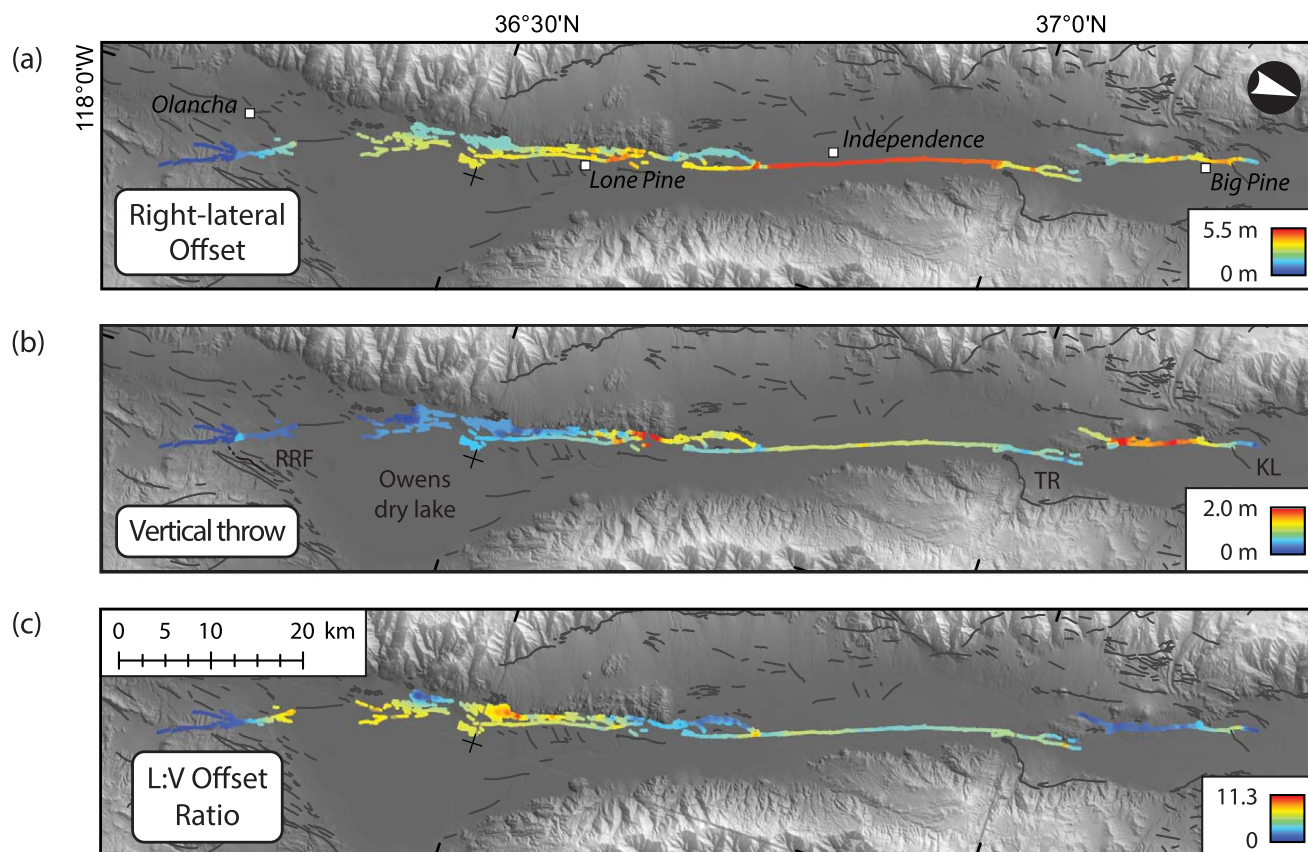 36°30'N
37°0'N
(a)
118°0'W
Olancha
Independence
Lone Pine
Big Pine
Right-lateral
Offset
5.5 m
0 m
(b)
RRF
Owens
dry lake
TR
KL
Vertical throw
2.0 m
0 m
(c)
0 5 10 20 km
L:V Offset
Ratio
11.3
0